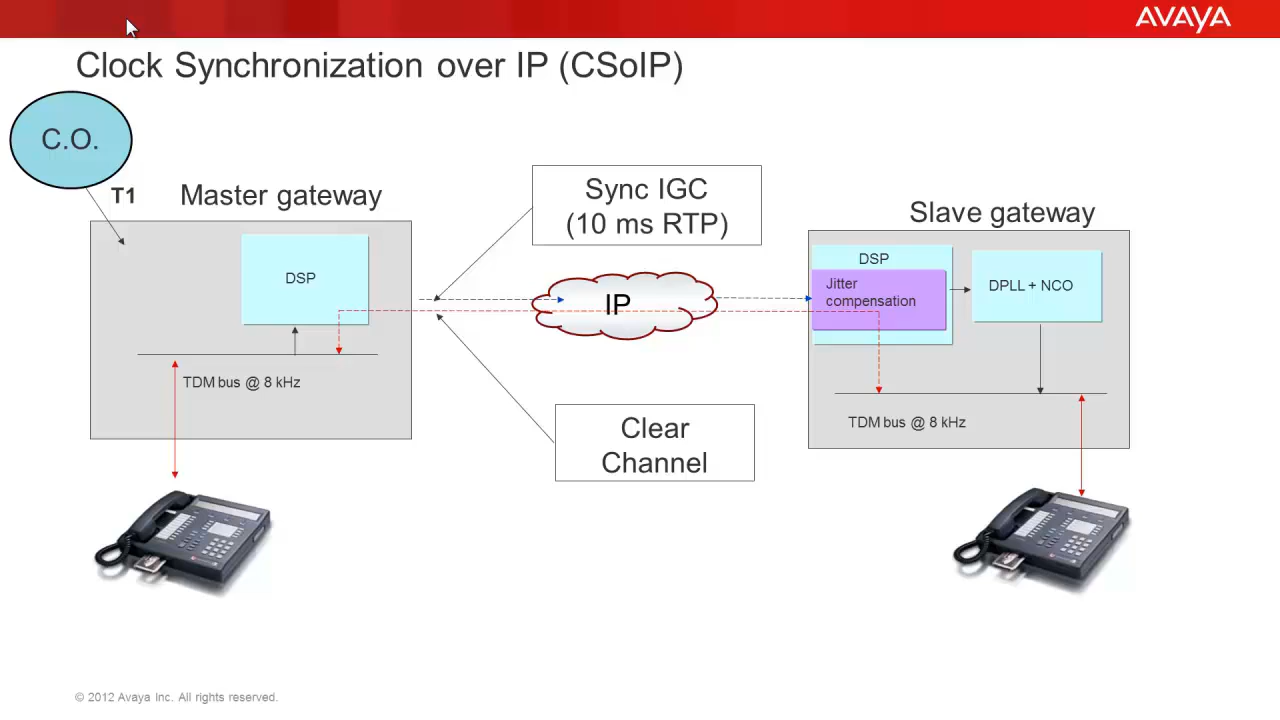 AVAYA
Clock Synchronization over IP (CSoIP)
C.O.
T1
Master gateway
Sync IGC
(10 ms RTP)
Slave gateway
DSP
IP
DSP
Jitter
compensation
DPLL + NCO
TDM bus @ 8 kHz
TDM bus @ 8 kHz
Clear
Channel
© 2012 Avaya Inc. All rights reserved.